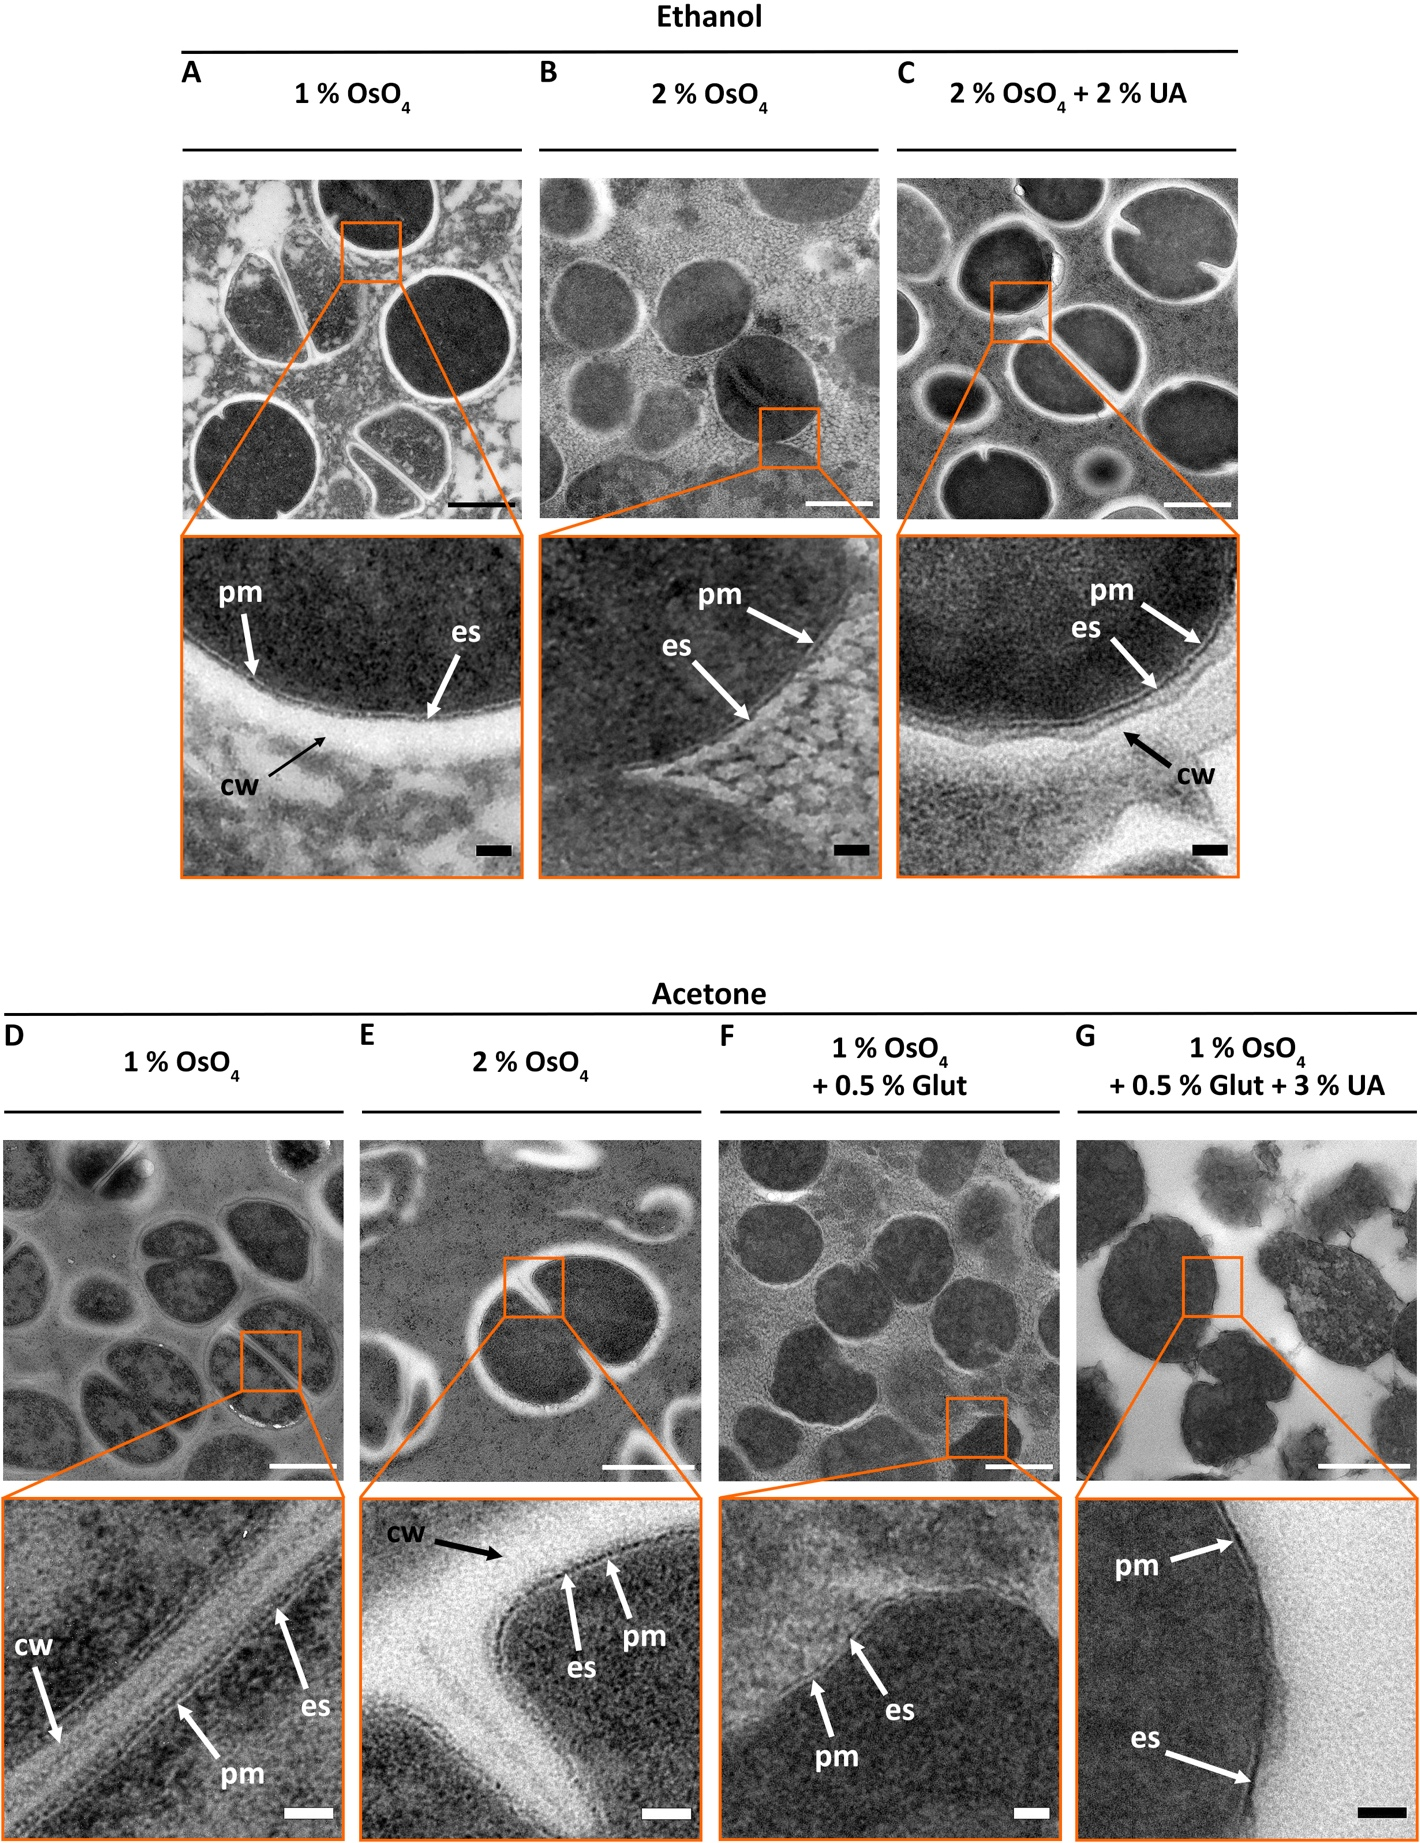 Ethanol
A
1 % OsO4
B
2 % OsO4
C
2 % OsO4 + 2 % UA
pm
es
cw
pm
es
pm
es
cw
Acetone
D
1 % OsO4
E
2 % OsO4
F
1 % OsO4
+ 0.5 % Glut
G
1 % OsO4
+ 0.5 % Glut + 3 % UA
cw
es
pm
cw
pm
es
es
pm
pm
es